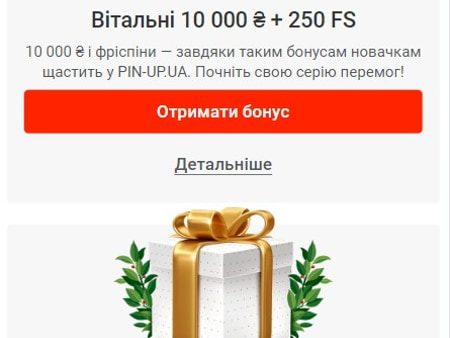 Вітальні 10 000 ₴ + 250 FS
10 000 ₴ і фріспіни — завдяки таким бонусам новачкам
щастить у PIN-UP.UA. Почніть свою серію перемог!
Отримати бонус
Детальніше